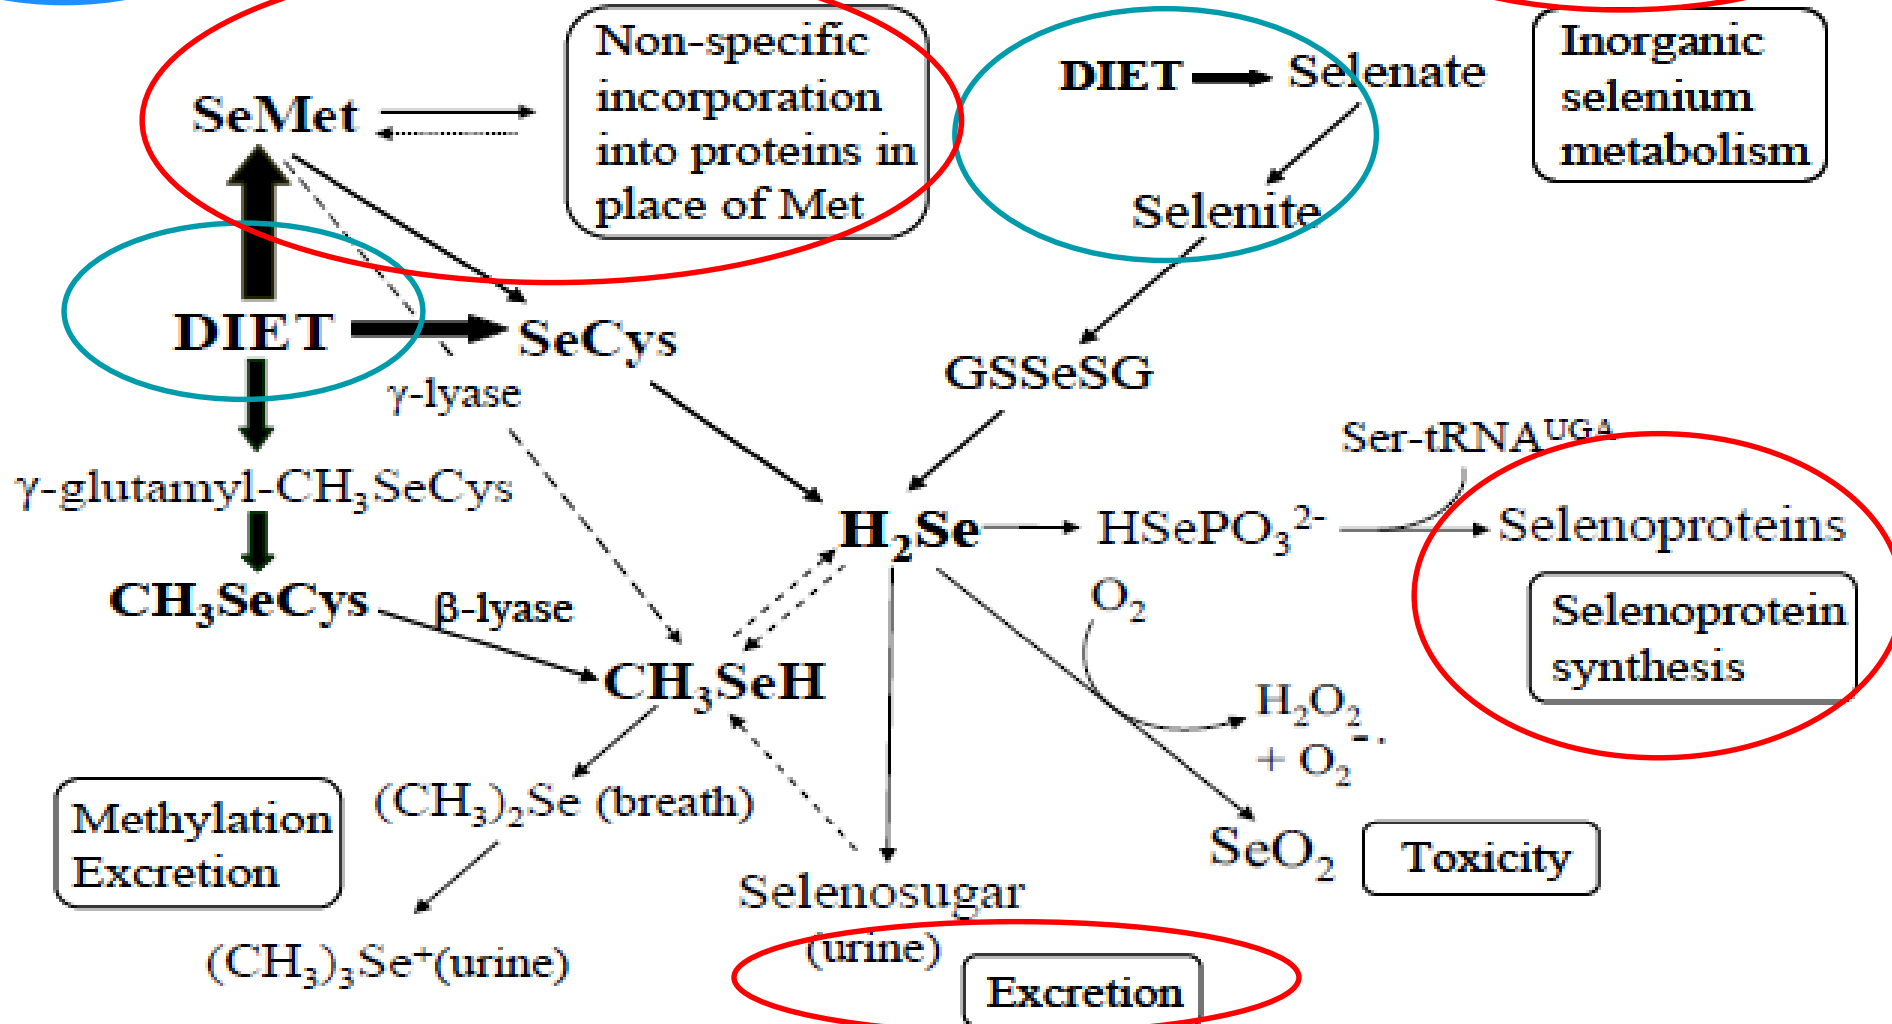 Non-specific
incorporation
into proteins in
place of Met
DIET
Selenate
Inorganic
selenium
metabolism
SeMet
Selenite
DIET
SeCys
γ-lyase
GSSeSG
Ser-tRNAᵁᴳᴬ
γ-glutamyl-CH₃SeCys
H₂Se
HSePO₃²⁻
Selenoproteins
CH₃SeCys
β-lyase
O₂
Selenoprotein
synthesis
CH₃SeH
H₂O₂
+ O₂⁻·
Methylation
Excretion
(CH₃)₂Se (breath)
SeO₂
Toxicity
Selenosugar
(urine)
(CH₃)₃Se⁺(urine)
Excretion